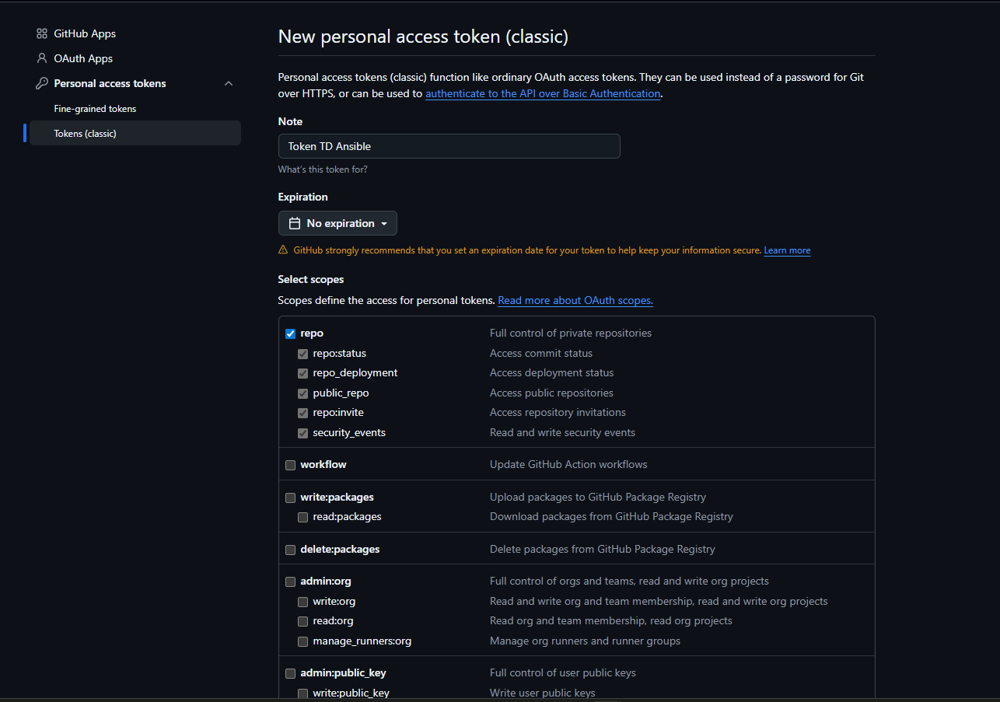 GitHub Apps
OAuth Apps
Personal access tokens
Fine-grained tokens
Tokens (classic)
New personal access token (classic)
Personal access tokens (classic) function like ordinary OAuth access tokens. They can be used instead of a password for Git
over HTTPS, or can be used to authenticate to the API over Basic Authentication.
Note
Token TD Ansible
What's this token for?
Expiration
No expiration
GitHub strongly recommends that you set an expiration date for your token to help keep your information secure. Learn more
Select scopes
Scopes define the access for personal tokens. Read more about OAuth scopes.
repo Full control of private repositories
repo:status Access commit status
repo_deployment Access deployment status
public_repo Access public repositories
repo:invite Access repository invitations
security_events Read and write security events
workflow Update GitHub Action workflows
write:packages Upload packages to GitHub Package Registry
read:packages Download packages from GitHub Package Registry
delete:packages Delete packages from GitHub Package Registry
admin:org Full control of orgs and teams, read and write org projects
write:org Read and write org and team membership, read and write org projects
read:org Read org and team membership, read org projects
manage_runners:org Manage org runners and runner groups
admin:public_key Full control of user public keys
write:public_key Write user public keys